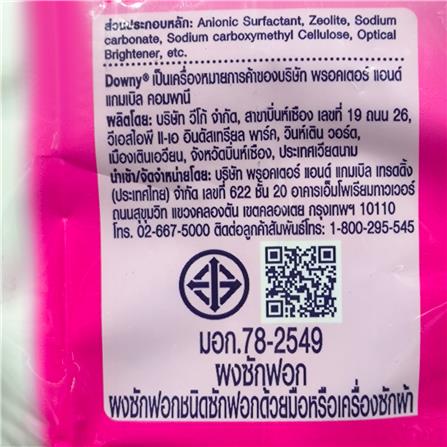 ส่วนประกอบหลัก: Anionic Surfactant, Zeolite, Sodium
carbonate, Sodium carboxymethyl Cellulose, Optical
Brightener, etc.
Downy® เป็นเครื่องหมายการค้าของบริษัท พรอคเตอร์ แอนด์
แกมเบิล คอมพานี
ผลิตโดย: บริษัท วีโก้ จำกัด, สาขาบิ่นห์เซือง เลขที่ 19 ถนน 26,
วีเอสไอพี II-เอ อินดัสเทรียล พาร์ค, วินห์เติน วอร์ด,
เมืองเตินเอวียน, จังหวัดบิ่นห์เซือง, ประเทศเวียดนาม
นำเข้า/จัดจำหน่ายโดย: บริษัท พรอคเตอร์ แอนด์ แกมเบิล เทรดดิ้ง
(ประเทศไทย) จำกัด เลขที่ 622 ชั้น 20 อาคารเอ็มโพเรียมทาวเวอร์
ถนนสุขุมวิท แขวงคลองตัน เขตคลองเตย กรุงเทพฯ 10110
โทร. 02-667-5000 ติดต่อลูกค้าสัมพันธ์โทร: 1-800-295-545
มอก.78-2549
ผงซักฟอก
ผงซักฟอกชนิดซักฟอกด้วยมือหรือเครื่องซักผ้า